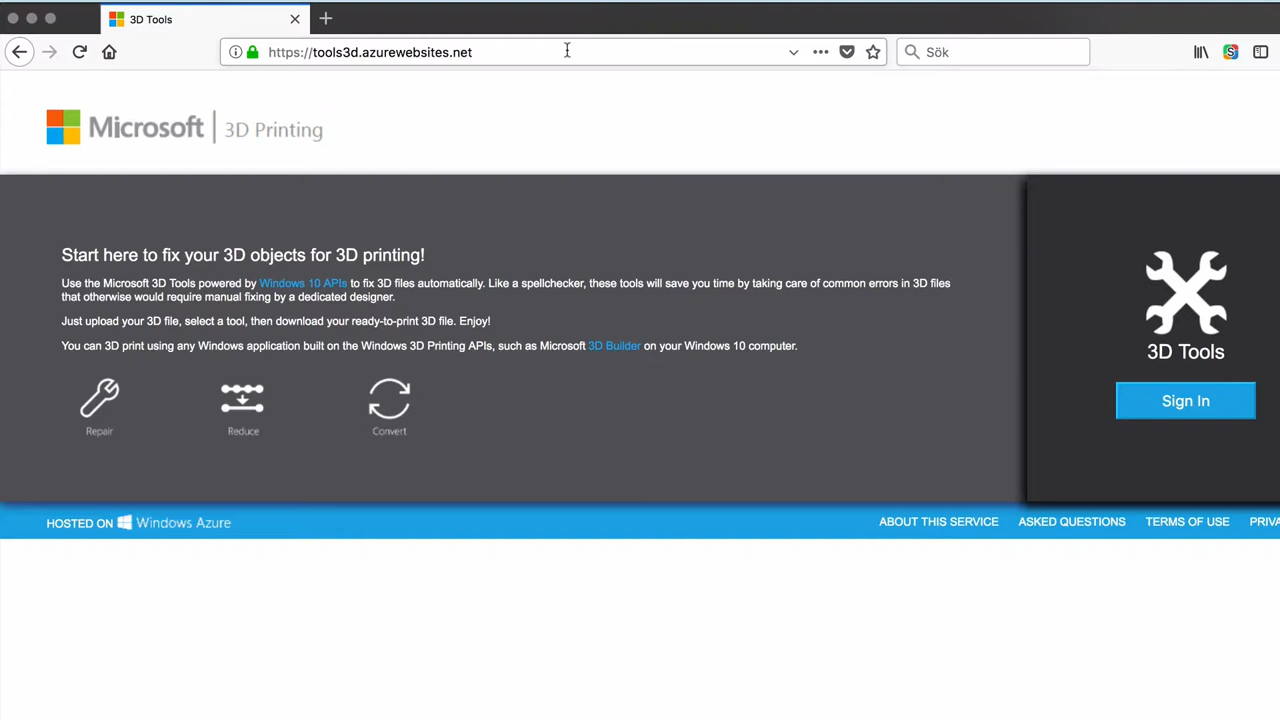 3D Tools
https://tools3d.azurewebsites.net
Sök
Microsoft | 3D Printing
Start here to fix your 3D objects for 3D printing!
Use the Microsoft 3D Tools powered by Windows 10 APIs to fix 3D files automatically. Like a spellchecker, these tools will save you time by taking care of common errors in 3D files
that otherwise would require manual fixing by a dedicated designer.
Just upload your 3D file, select a tool, then download your ready-to-print 3D file. Enjoy!
You can 3D print using any Windows application built on the Windows 3D Printing APIs, such as Microsoft 3D Builder on your Windows 10 computer.
Repair
Reduce
Convert
3D Tools
Sign In
HOSTED ON Windows Azure
ABOUT THIS SERVICE
ASKED QUESTIONS
TERMS OF USE
PRIVA